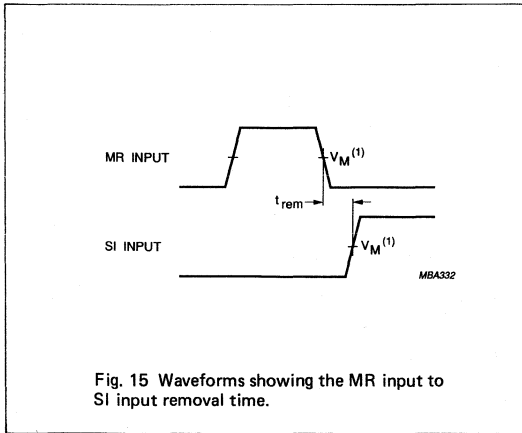 MR INPUT
V_M (1)
t_rem
SI INPUT
V_M (1)
MBA332
Fig. 15 Waveforms showing the MR input to
SI input removal time.